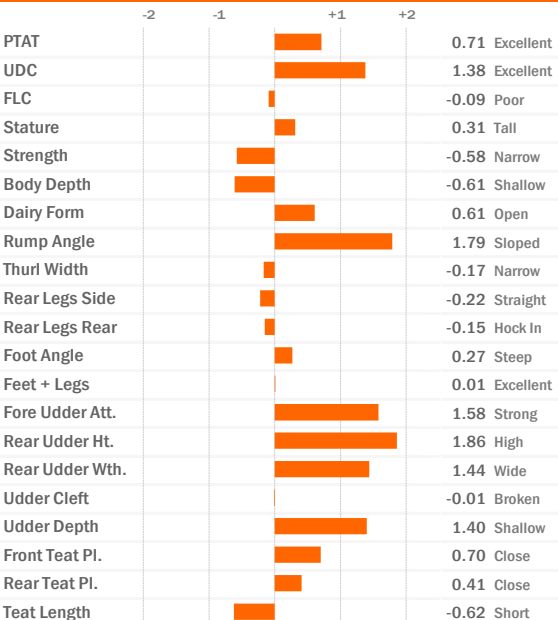 -2 -1 +1 +2
PTAT 0.71 Excellent
UDC 1.38 Excellent
FLC -0.09 Poor
Stature 0.31 Tall
Strength -0.58 Narrow
Body Depth -0.61 Shallow
Dairy Form 0.61 Open
Rump Angle 1.79 Sloped
Thurl Width -0.17 Narrow
Rear Legs Side -0.22 Straight
Rear Legs Rear -0.15 Hock In
Foot Angle 0.27 Steep
Feet + Legs 0.01 Excellent
Fore Udder Att. 1.58 Strong
Rear Udder Ht. 1.86 High
Rear Udder Wth. 1.44 Wide
Udder Cleft -0.01 Broken
Udder Depth 1.40 Shallow
Front Teat Pl. 0.70 Close
Rear Teat Pl. 0.41 Close
Teat Length -0.62 Short